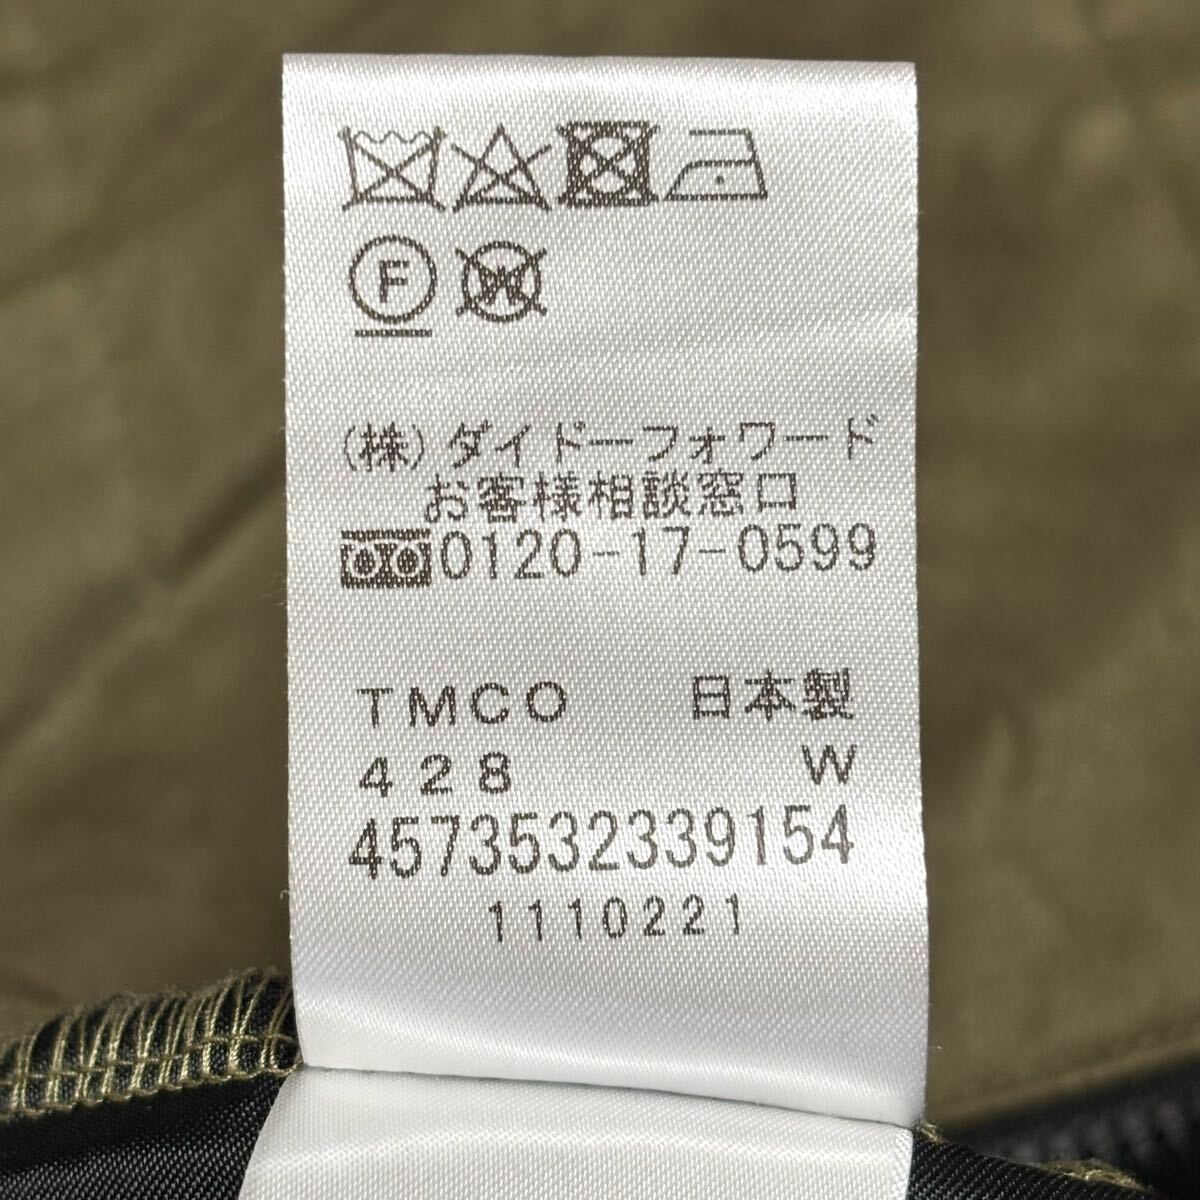 F W
(株)ダイドーフォワード
お客様相談窓口
0120-17-0599
TMCO 日本製
428 W
4573532339154
1110221